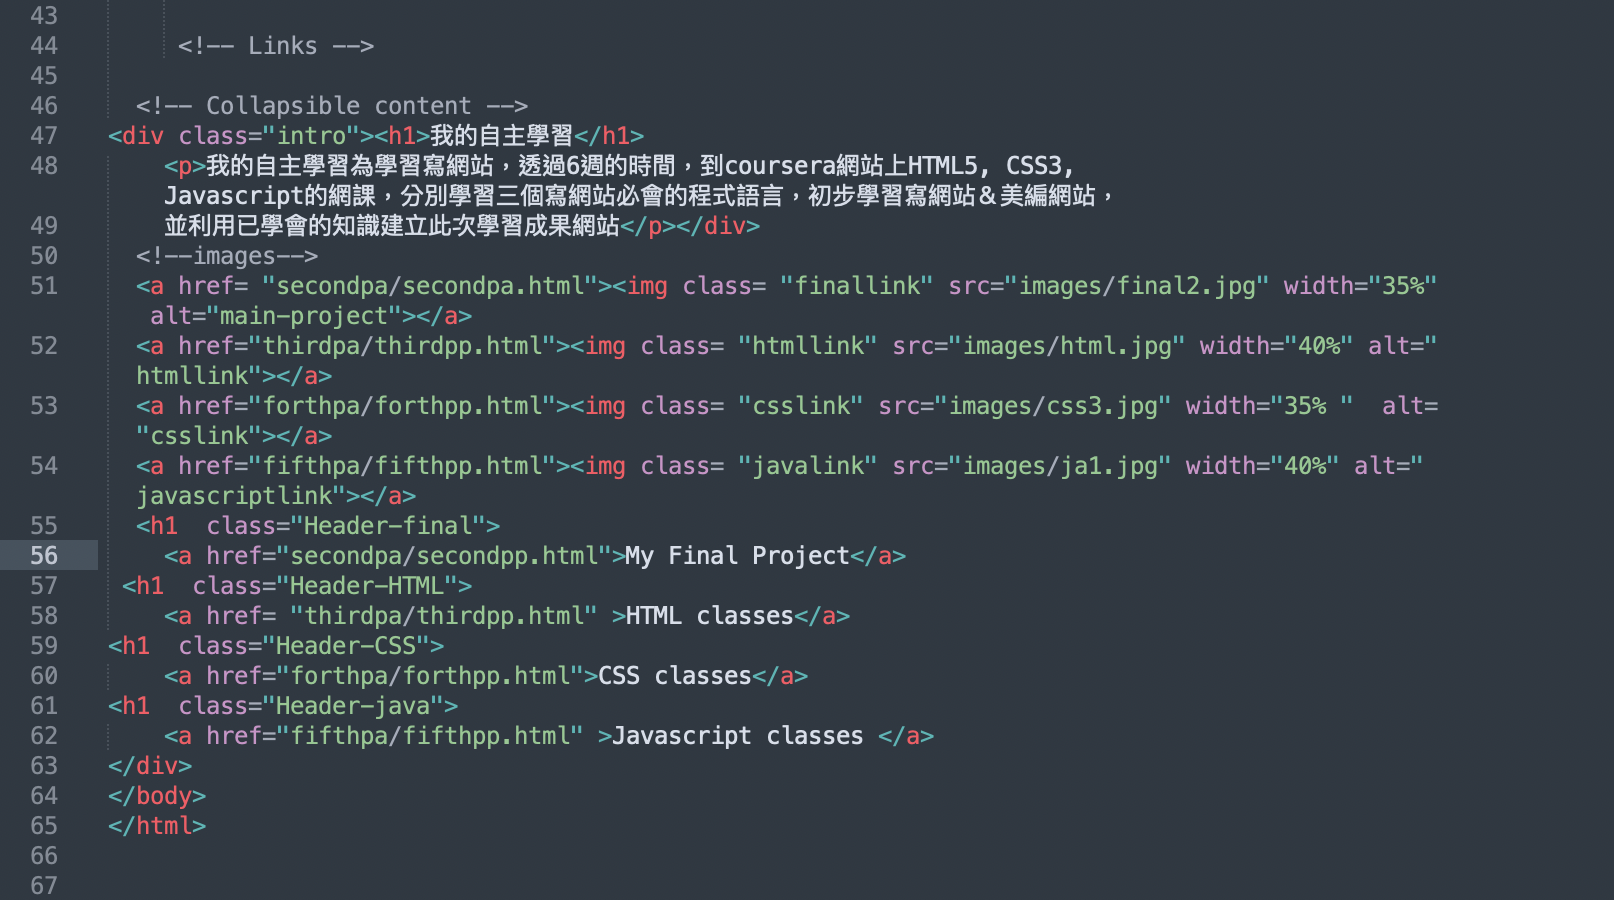 43
44 <!-- Links -->
45
46 <!-- Collapsible content -->
47 <div class="intro"><h1>我的自主學習</h1>
48 <p>我的自主學習為學習寫網站，透過6週的時間，到coursera網站上HTML5, CSS3,
Javascript的網課，分別學習三個寫網站必會的程式語言，初步學習寫網站＆美編網站，
49 並利用已學會的知識建立此次學習成果網站</p></div>
50 <!--images-->
51 <a href= "secondpa/secondpa.html"><img class= "finallink" src="images/final2.jpg" width="35%"
alt="main-project"></a>
52 <a href="thirdpa/thirdpp.html"><img class= "htmllink" src="images/html.jpg" width="40%" alt="
htmllink"></a>
53 <a href="forthpa/forthpp.html"><img class= "csslink" src="images/css3.jpg" width="35% "  alt=
"csslink"></a>
54 <a href="fifthpa/fifthpp.html"><img class= "javalink" src="images/ja1.jpg" width="40%" alt="
javascriptlink"></a>
55 <h1  class="Header-final">
56 <a href="secondpa/secondpp.html">My Final Project</a>
57 <h1  class="Header-HTML">
58 <a href= "thirdpa/thirdpp.html" >HTML classes</a>
59 <h1  class="Header-CSS">
60 <a href="forthpa/forthpp.html">CSS classes</a>
61 <h1  class="Header-java">
62 <a href="fifthpa/fifthpp.html" >Javascript classes </a>
63 </div>
64 </body>
65 </html>
66
67